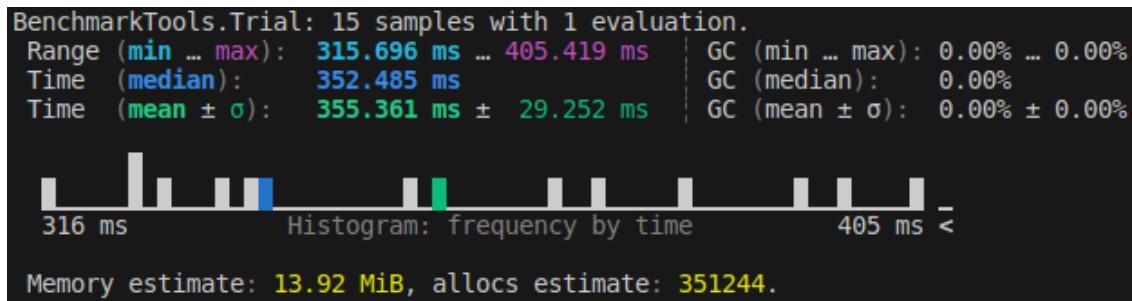 BenchmarkTools.Trial: 15 samples with 1 evaluation.
Range (min … max): 315.696 ms … 405.419 ms ┊ GC (min … max): 0.00% … 0.00%
Time (median): 352.485 ms ┊ GC (median): 0.00%
Time (mean ± σ): 355.361 ms ± 29.252 ms ┊ GC (mean ± σ): 0.00% ± 0.00%
316 ms Histogram: frequency by time 405 ms <
Memory estimate: 13.92 MiB, allocs estimate: 351244.